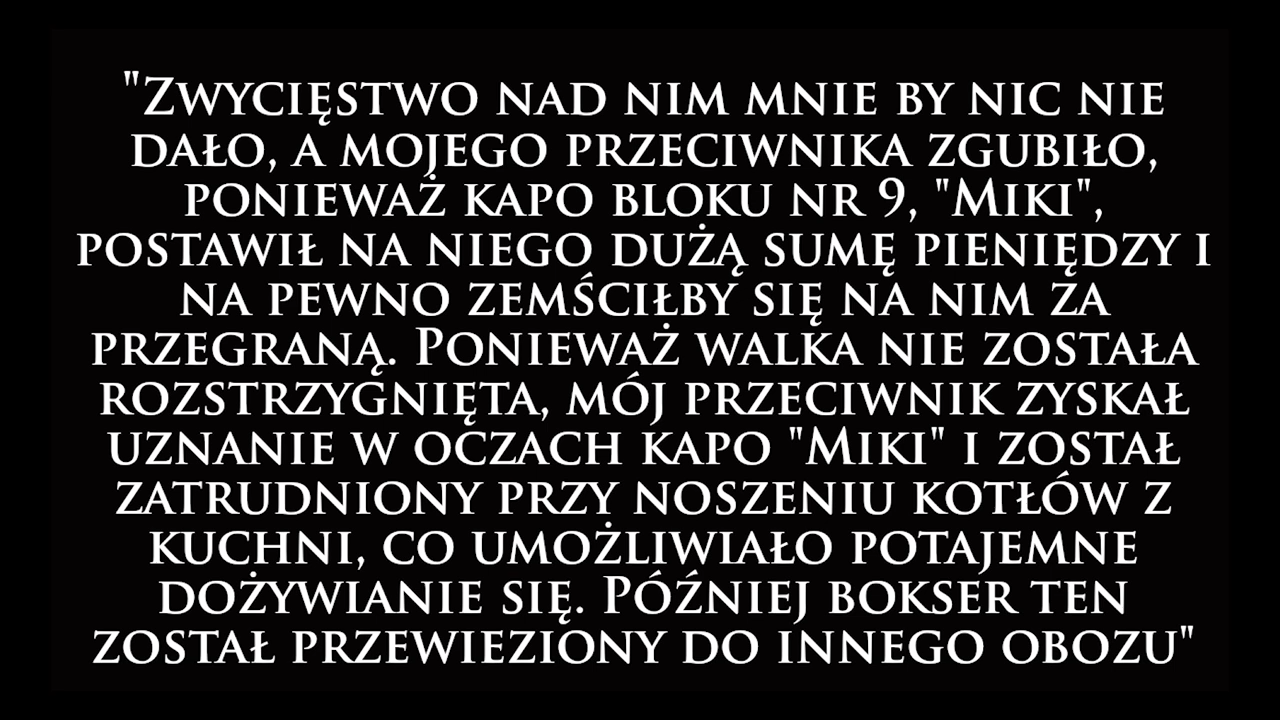 "Zwycięstwo nad nim mnie by nic nie
dało, a mojego przeciwnika zgubiło,
ponieważ kapo bloku nr 9, "Miki",
postawił na niego dużą sumę pieniędzy i
na pewno zemściłby się na nim za
przegraną. Ponieważ walka nie została
rozstrzygnięta, mój przeciwnik zyskał
uznanie w oczach kapo "Miki" i został
zatrudniony przy noszeniu kotłów z
kuchni, co umożliwiało potajemne
dożywianie się. Później bokser ten
został przewieziony do innego obozu"